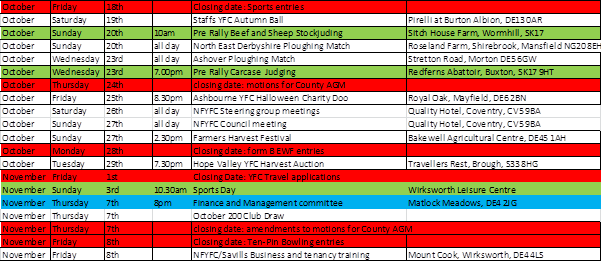 October Friday 18th Closing date: Sports entries
October Saturday 19th Staffs YFC Autumn Ball Pirelli at Burton Albion, DE13 0AR
October Sunday 20th 10am Pre Rally Beef and Sheep Stockjuding Sitch House Farm, Wormhill, SK17
October Sunday 20th all day North East Derbyshire Ploughing Match Roseland Farm, Shirebrook, Mansfield NG20 8EH
October Wednesday 23rd all day Ashover Ploughing Match Stretton Road, Morton DE5 6GW
October Wednesday 23rd 7.00pm Pre Rally Carcase Judging Redferns Abattoir, Buxton, SK17 9HT
October Thursday 24th closing date: motions for County AGM
October Friday 25th 8.30pm Ashbourne YFC Halloween Charity Doo Royal Oak, Mayfield, DE6 2BN
October Saturday 26th all day NFYFC Steering group meetings Quality Hotel, Coventry, CV5 9BA
October Sunday 27th all day NFYFC Council meeting Quality Hotel, Coventry, CV5 9BA
October Sunday 27th 2.30pm Farmers Harvest Festival Bakewell Agricultural Centre, DE45 1AH
October Monday 28th Closing date: form B EWF entries
October Tuesday 29th 7.30pm Hope Valley YFC Harvest Auction Travellers Rest, Brough, S33 8HG
November Friday 1st Closing Date: YFC Travel applications
November Sunday 3rd 10.30am Sports Day Wirksworth Leisure Centre
November Thursday 7th 8pm Finance and Management committee Matlock Meadows, DE4 2JG
November Thursday 7th October 200 Club Draw
November Thursday 7th closing date: amendments to motions for County AGM
November Friday 8th Closing date: Ten-Pin Bowling entries
November Friday 8th NFYFC/Savills Business and tenancy training Mount Cook, Wirksworth, DE4 4LS